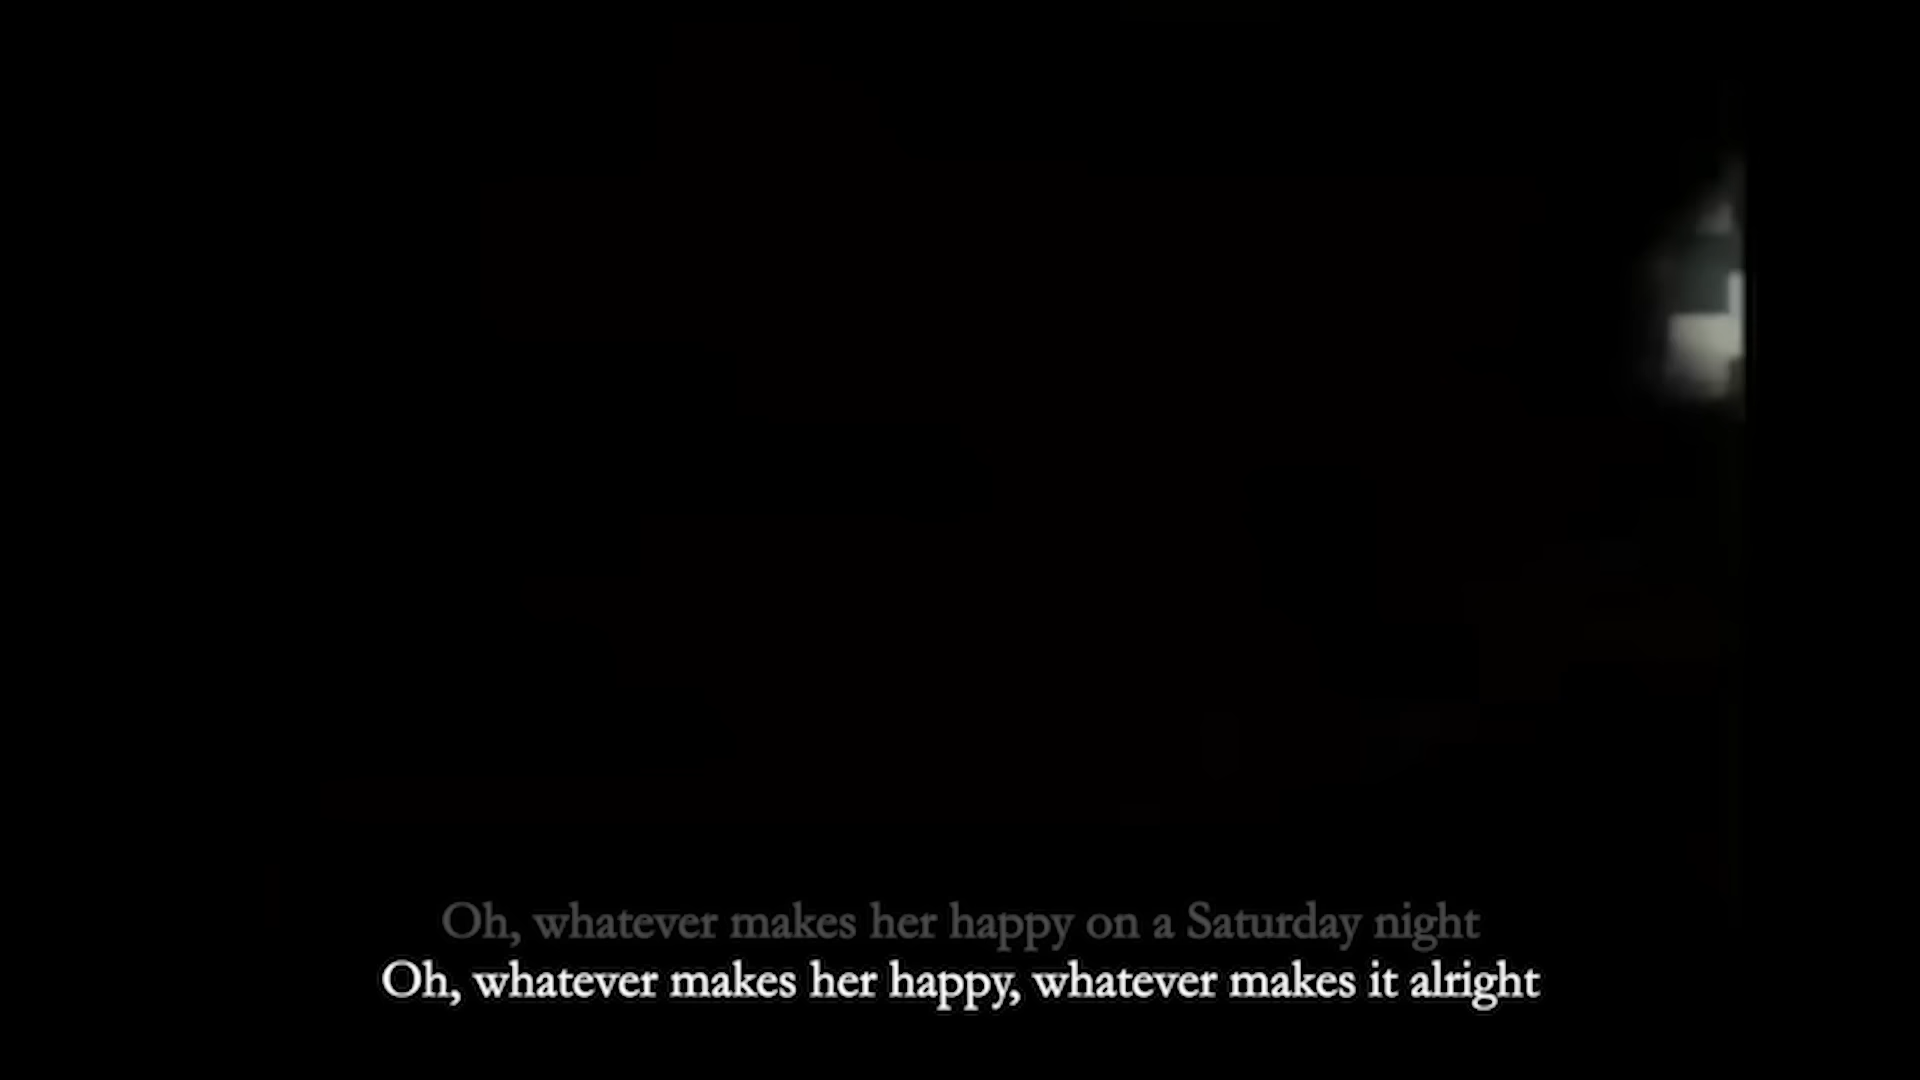 Oh, whatever makes her happy on a Saturday night
Oh, whatever makes her happy, whatever makes it alright